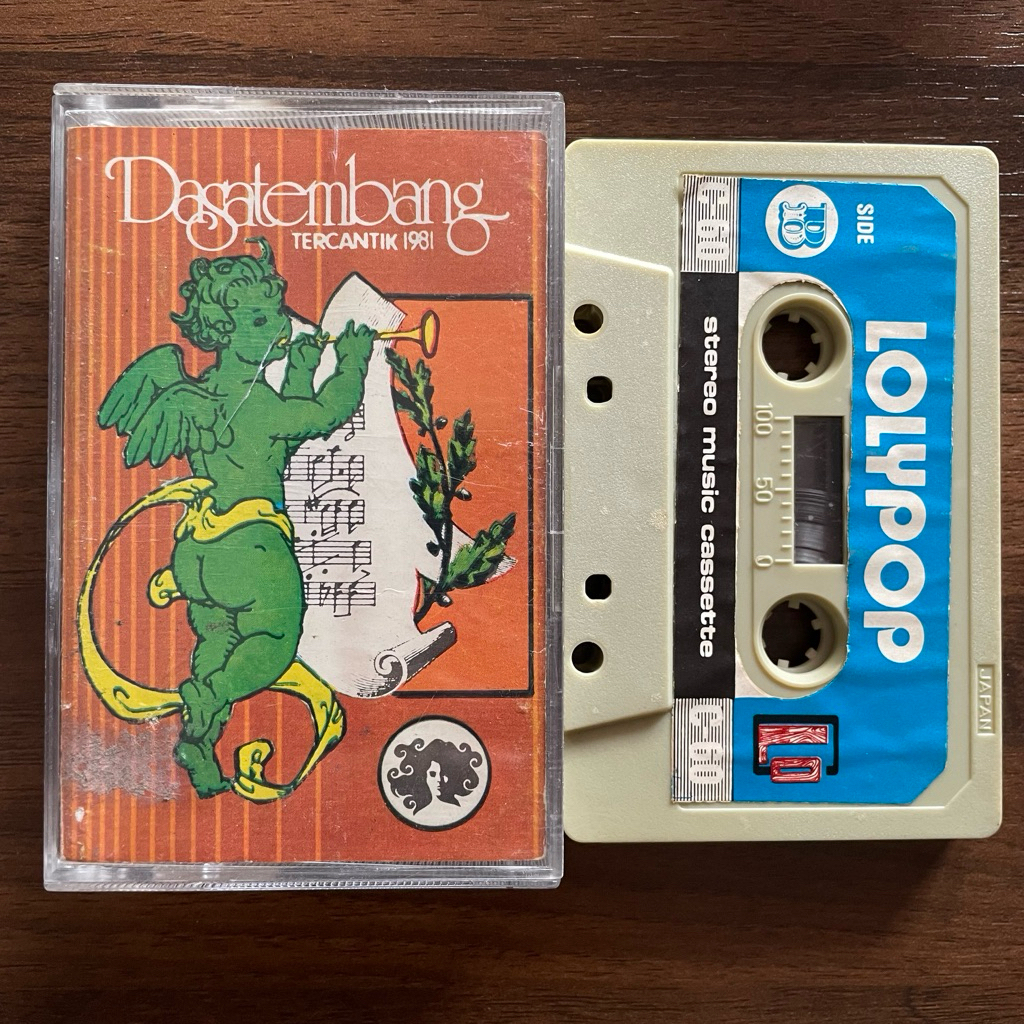 Dasatembang
TERCANTIK 1981
C-60
stereo music cassette
C-60
100
50
0
SIDE
LOLYPOP
JAPAN